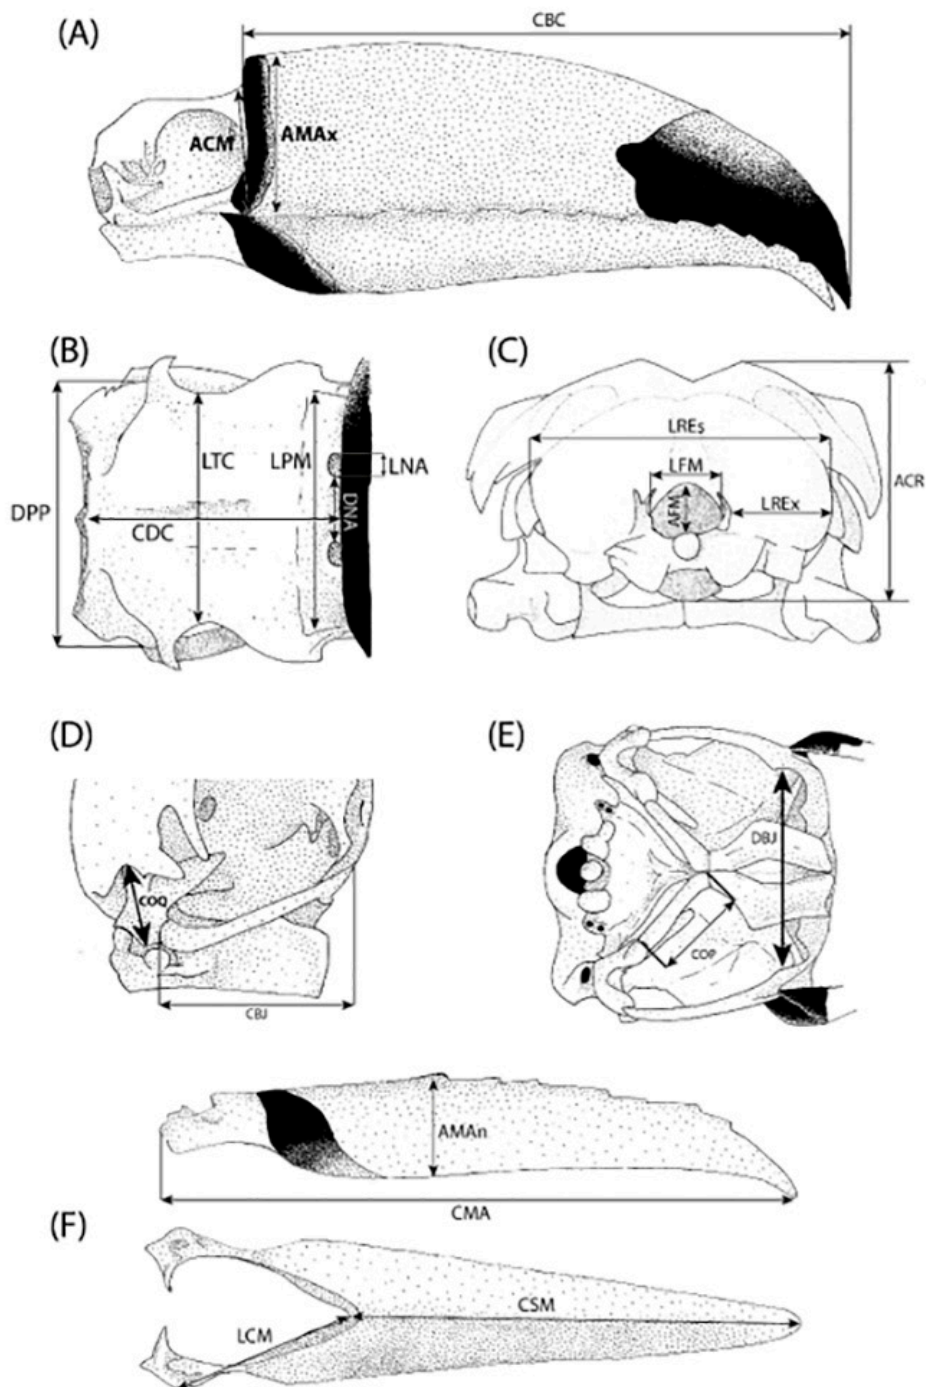 (A)
CBC
ACM
AMAx
(B)
(C)
LTC
LPM
LNA
DPP
CDC
DNA
LREs
LFM
AFM
LREx
ACR
(D)
(E)
COQ
CBJ
DBJ
COP
AMAn
CMA
(F)
CSM
LCM